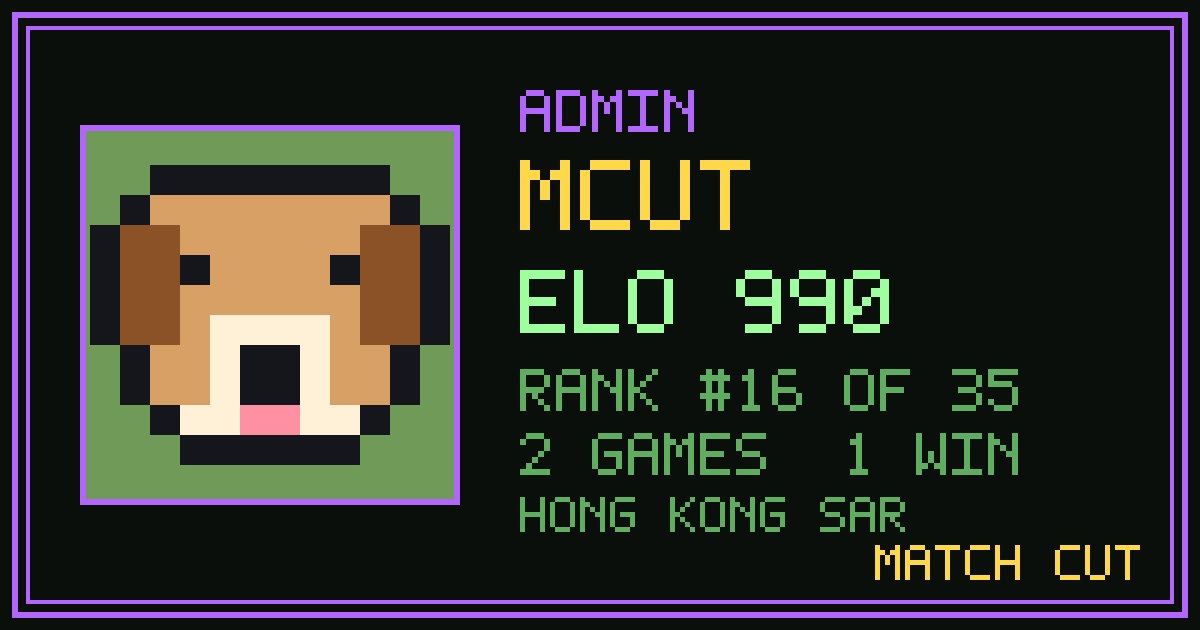 ADMIN
MCUT
ELO 990
RANK #16 OF 35
2 GAMES  1 WIN
HONG KONG SAR
MATCH CUT